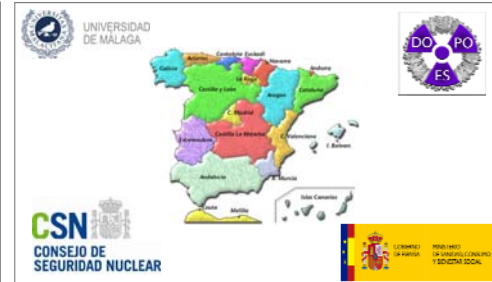 UNIVERSIDAD
DE MÁLAGA
DO PO
ES
Galicia
Asturias
Cantabria
Euskadi
Navarra
La Rioja
Andorra
Castilla y León
Aragon
Cataluña
C. Madrid
Extremadura
Castilla La Mancha
C. Valenciana
I. Balears
Andalucia
R. Murcia
Ceuta
Melilla
Islas Canarias
CSN
CONSEJO DE
SEGURIDAD NUCLEAR
GOBIERNO
DE ESPAÑA
MINISTERIO
DE SANIDAD, CONSUMO
Y BIENESTAR SOCIAL